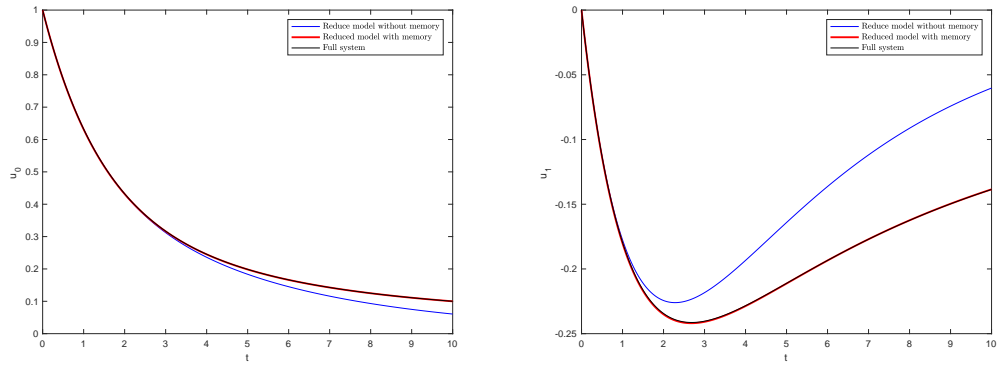 1
0.9
0.8
0.7
0.6
0.5
0.4
0.3
0.2
0.1
0
u0
0 1 2 3 4 5 6 7 8 9 10
t
Reduce model without memory
Reduced model with memory
Full system
0
-0.05
-0.1
-0.15
-0.2
-0.25
u1
0 1 2 3 4 5 6 7 8 9 10
t
Reduce model without memory
Reduced model with memory
Full system